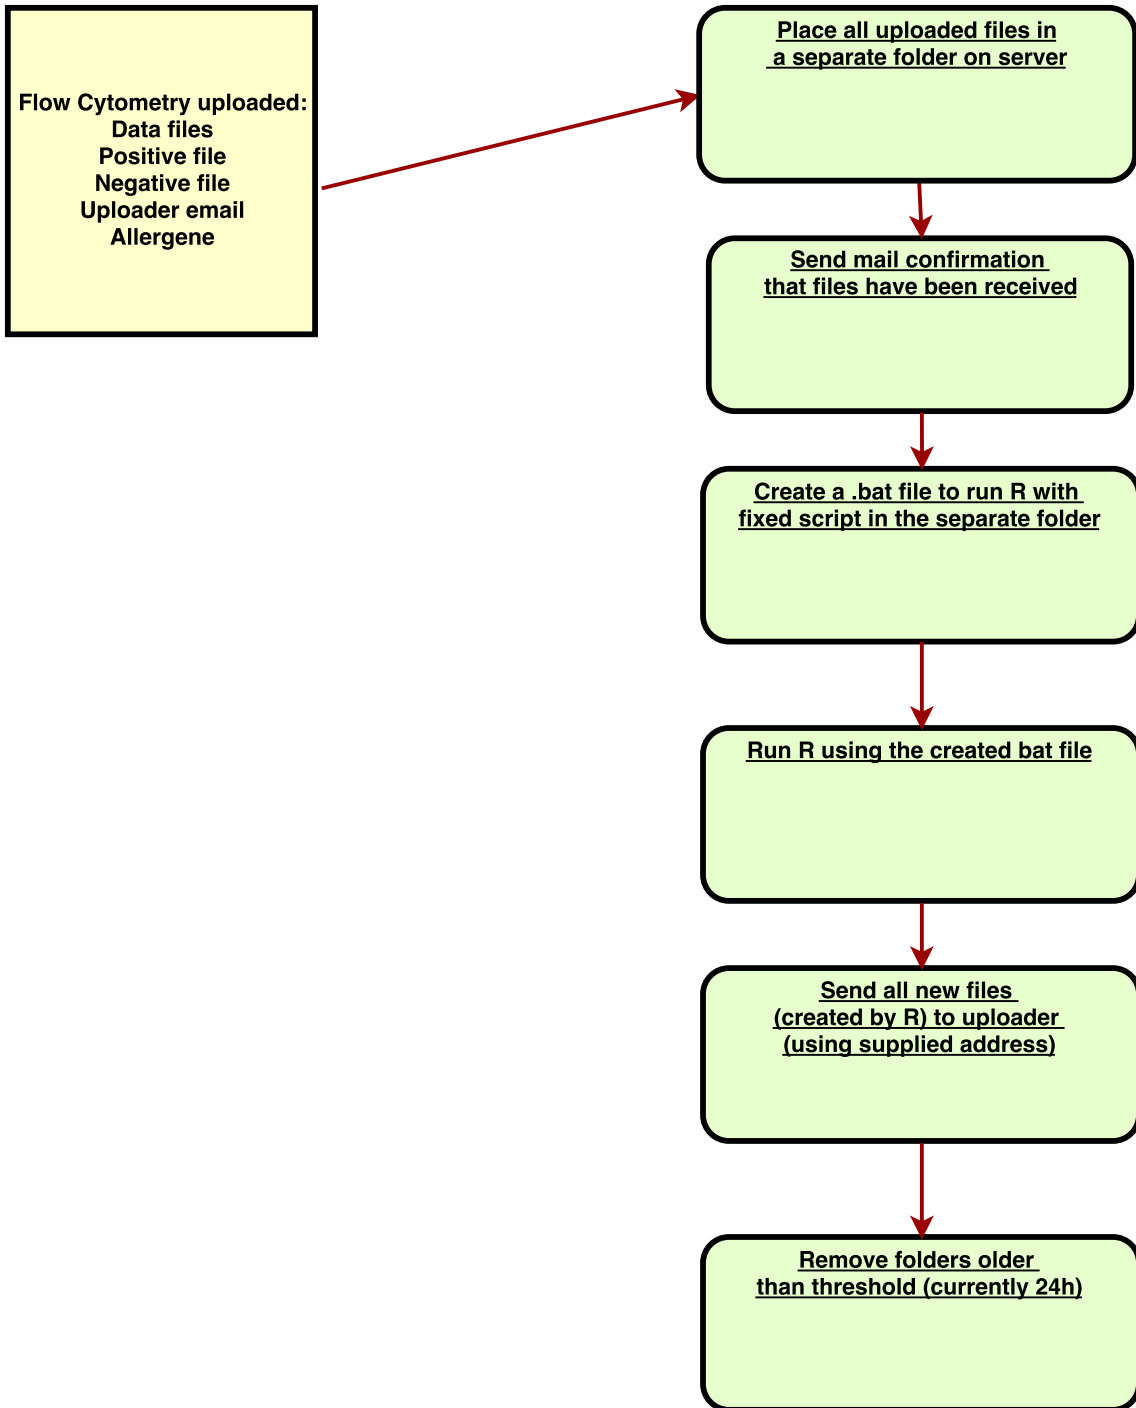 Flow Cytometry uploaded:
Data files
Positive file
Negative file
Uploader email
Allergene
Place all uploaded files in
a separate folder on server
Send mail confirmation
that files have been received
Create a .bat file to run R with
fixed script in the separate folder
Run R using the created bat file
Send all new files
(created by R) to uploader
(using supplied address)
Remove folders older
than threshold (currently 24h)